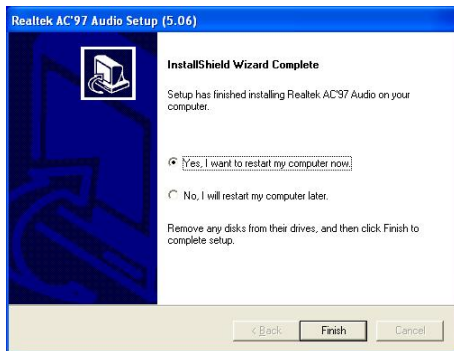 Realtek AC'97 Audio Setup (5.06)
InstallShield Wizard Complete
Setup has finished installing Realtek AC'97 Audio on your
computer.
Yes, I want to restart my computer now.
No, I will restart my computer later.
Remove any disks from their drives, and then click Finish to
complete setup.
< Back Finish Cancel